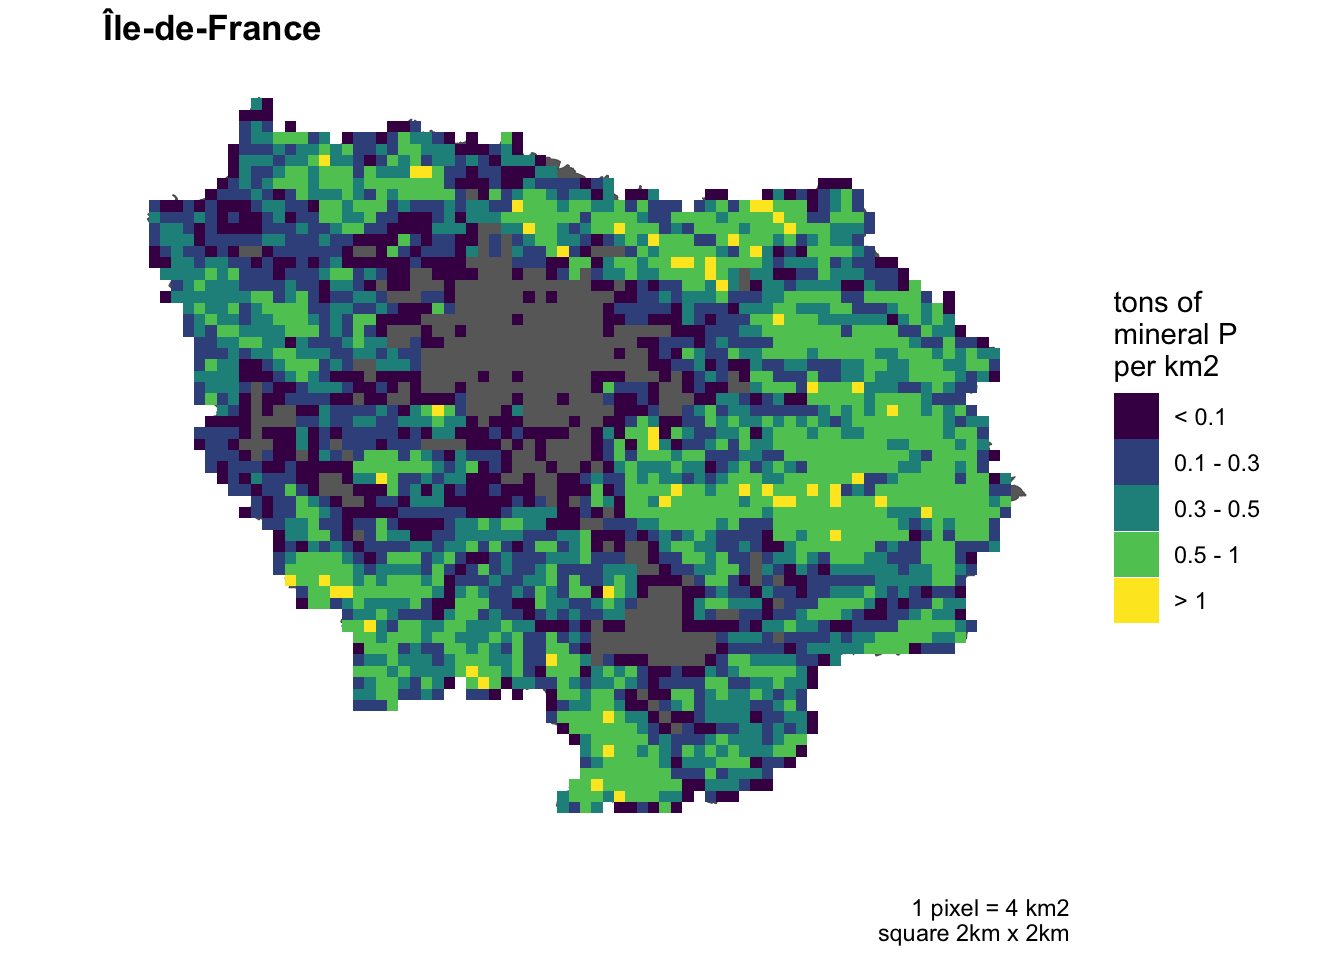 Île-de-France
tons of
mineral P
per km2
< 0.1
0.1 - 0.3
0.3 - 0.5
0.5 - 1
> 1
1 pixel = 4 km2
square 2km x 2km